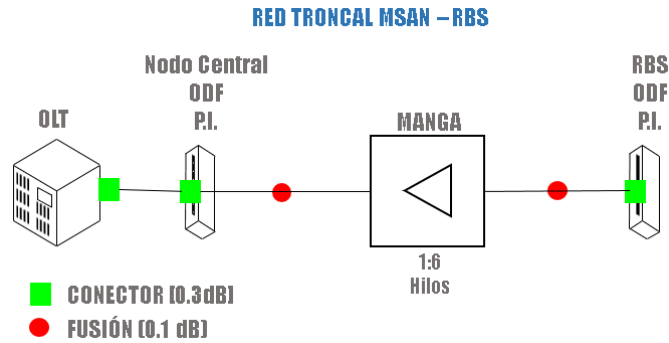 RED TRONCAL MSAN – RBS
Nodo Central
ODF
P.I.
RBS
ODF
P.I.
OLT
MANGA
1:6
Hilos
CONECTOR [0.3dB]
FUSIÓN (0.1 dB)